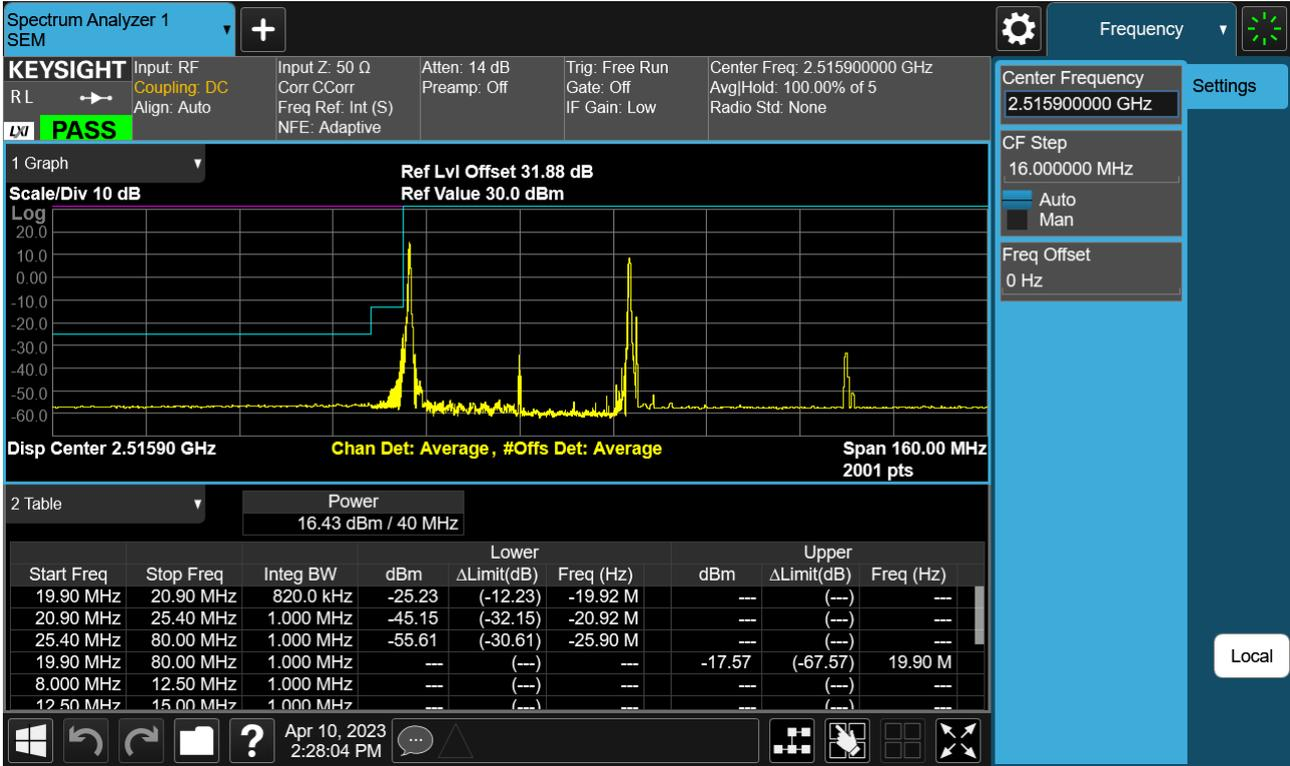 Spectrum Analyzer 1
SEM
Frequency
KEYSIGHT
R L
LXI
PASS
Input: RF
Coupling: DC
Align: Auto
Input Z: 50 Ω
Corr CCorr
Freq Ref: Int (S)
NFE: Adaptive
Atten: 14 dB
Preamp: Off
Trig: Free Run
Gate: Off
IF Gain: Low
Center Freq: 2.515900000 GHz
Avg|Hold: 100.00% of 5
Radio Std: None
Center Frequency
2.515900000 GHz
Settings
CF Step
16.000000 MHz
Auto
Man
Freq Offset
0 Hz
Local
1 Graph
Scale/Div 10 dB
Ref Lvl Offset 31.88 dB
Ref Value 30.0 dBm
Log
20.0
10.0
0.00
-10.0
-20.0
-30.0
-40.0
-50.0
-60.0
Disp Center 2.51590 GHz
Chan Det: Average , #Offs Det: Average
Span 160.00 MHz
2001 pts
2 Table
Power
16.43 dBm / 40 MHz
Lower Upper
Start Freq Stop Freq Integ BW dBm ΔLimit(dB) Freq (Hz) dBm ΔLimit(dB) Freq (Hz)
19.90 MHz 20.90 MHz 820.0 kHz -25.23 (-12.23) -19.92 M --- (---) ---
20.90 MHz 25.40 MHz 1.000 MHz -45.15 (-32.15) -20.92 M --- (---) ---
25.40 MHz 80.00 MHz 1.000 MHz -55.61 (-30.61) -25.90 M --- (---) ---
19.90 MHz 80.00 MHz 1.000 MHz --- (---) --- -17.57 (-67.57) 19.90 M
8.000 MHz 12.50 MHz 1.000 MHz --- (---) --- --- (---) ---
12.50 MHz 15.00 MHz 1.000 MHz --- (---) --- --- (---) ---
?
Apr 10, 2023
2:28:04 PM